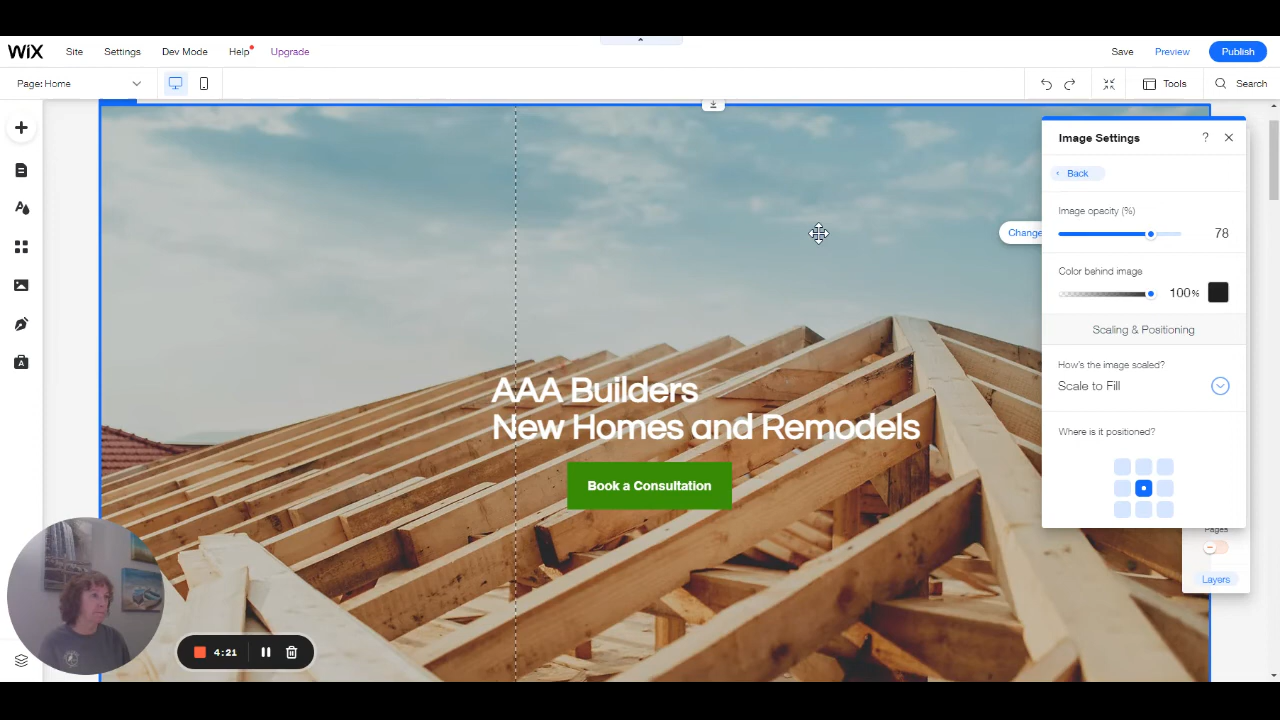 WiX
Site
Settings
Dev Mode
Help
Upgrade
Save
Preview
Publish
Page: Home
Tools
Search
Image Settings
?
Back
Image opacity (%)
78
Change
Color behind image
100%
Scaling & Positioning
How's the image scaled?
Scale to Fill
Where is it positioned?
AAA Builders
New Homes and Remodels
Book a Consultation
Pages
Layers
4:21